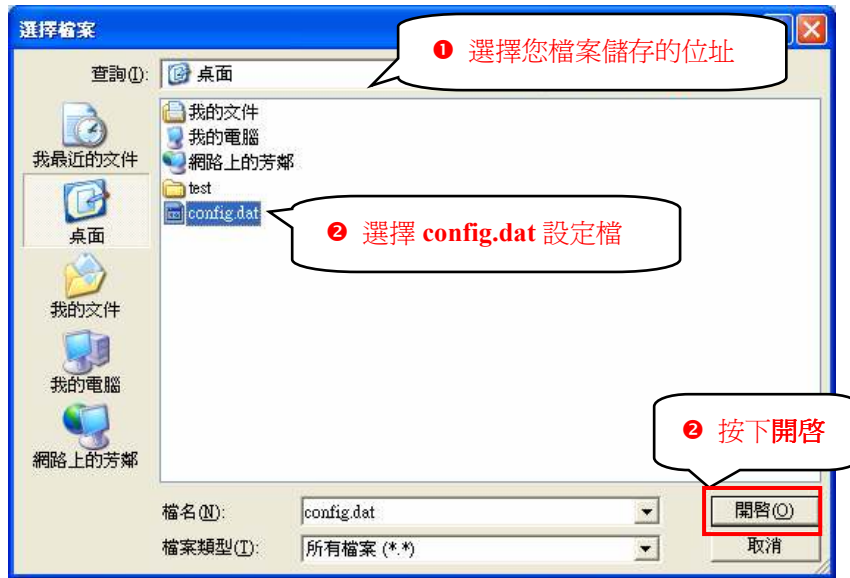 選擇檔案
❶ 選擇您檔案儲存的位址
查詢(I):
桌面
我的文件
我的電腦
網路上的芳鄰
test
config.dat
❷ 選擇 config.dat 設定檔
我最近的文件
桌面
我的文件
我的電腦
網路上的芳鄰
❷ 按下開啓
檔名(N):
config.dat
開啓(O)
檔案類型(T):
所有檔案 (*.*)
取消